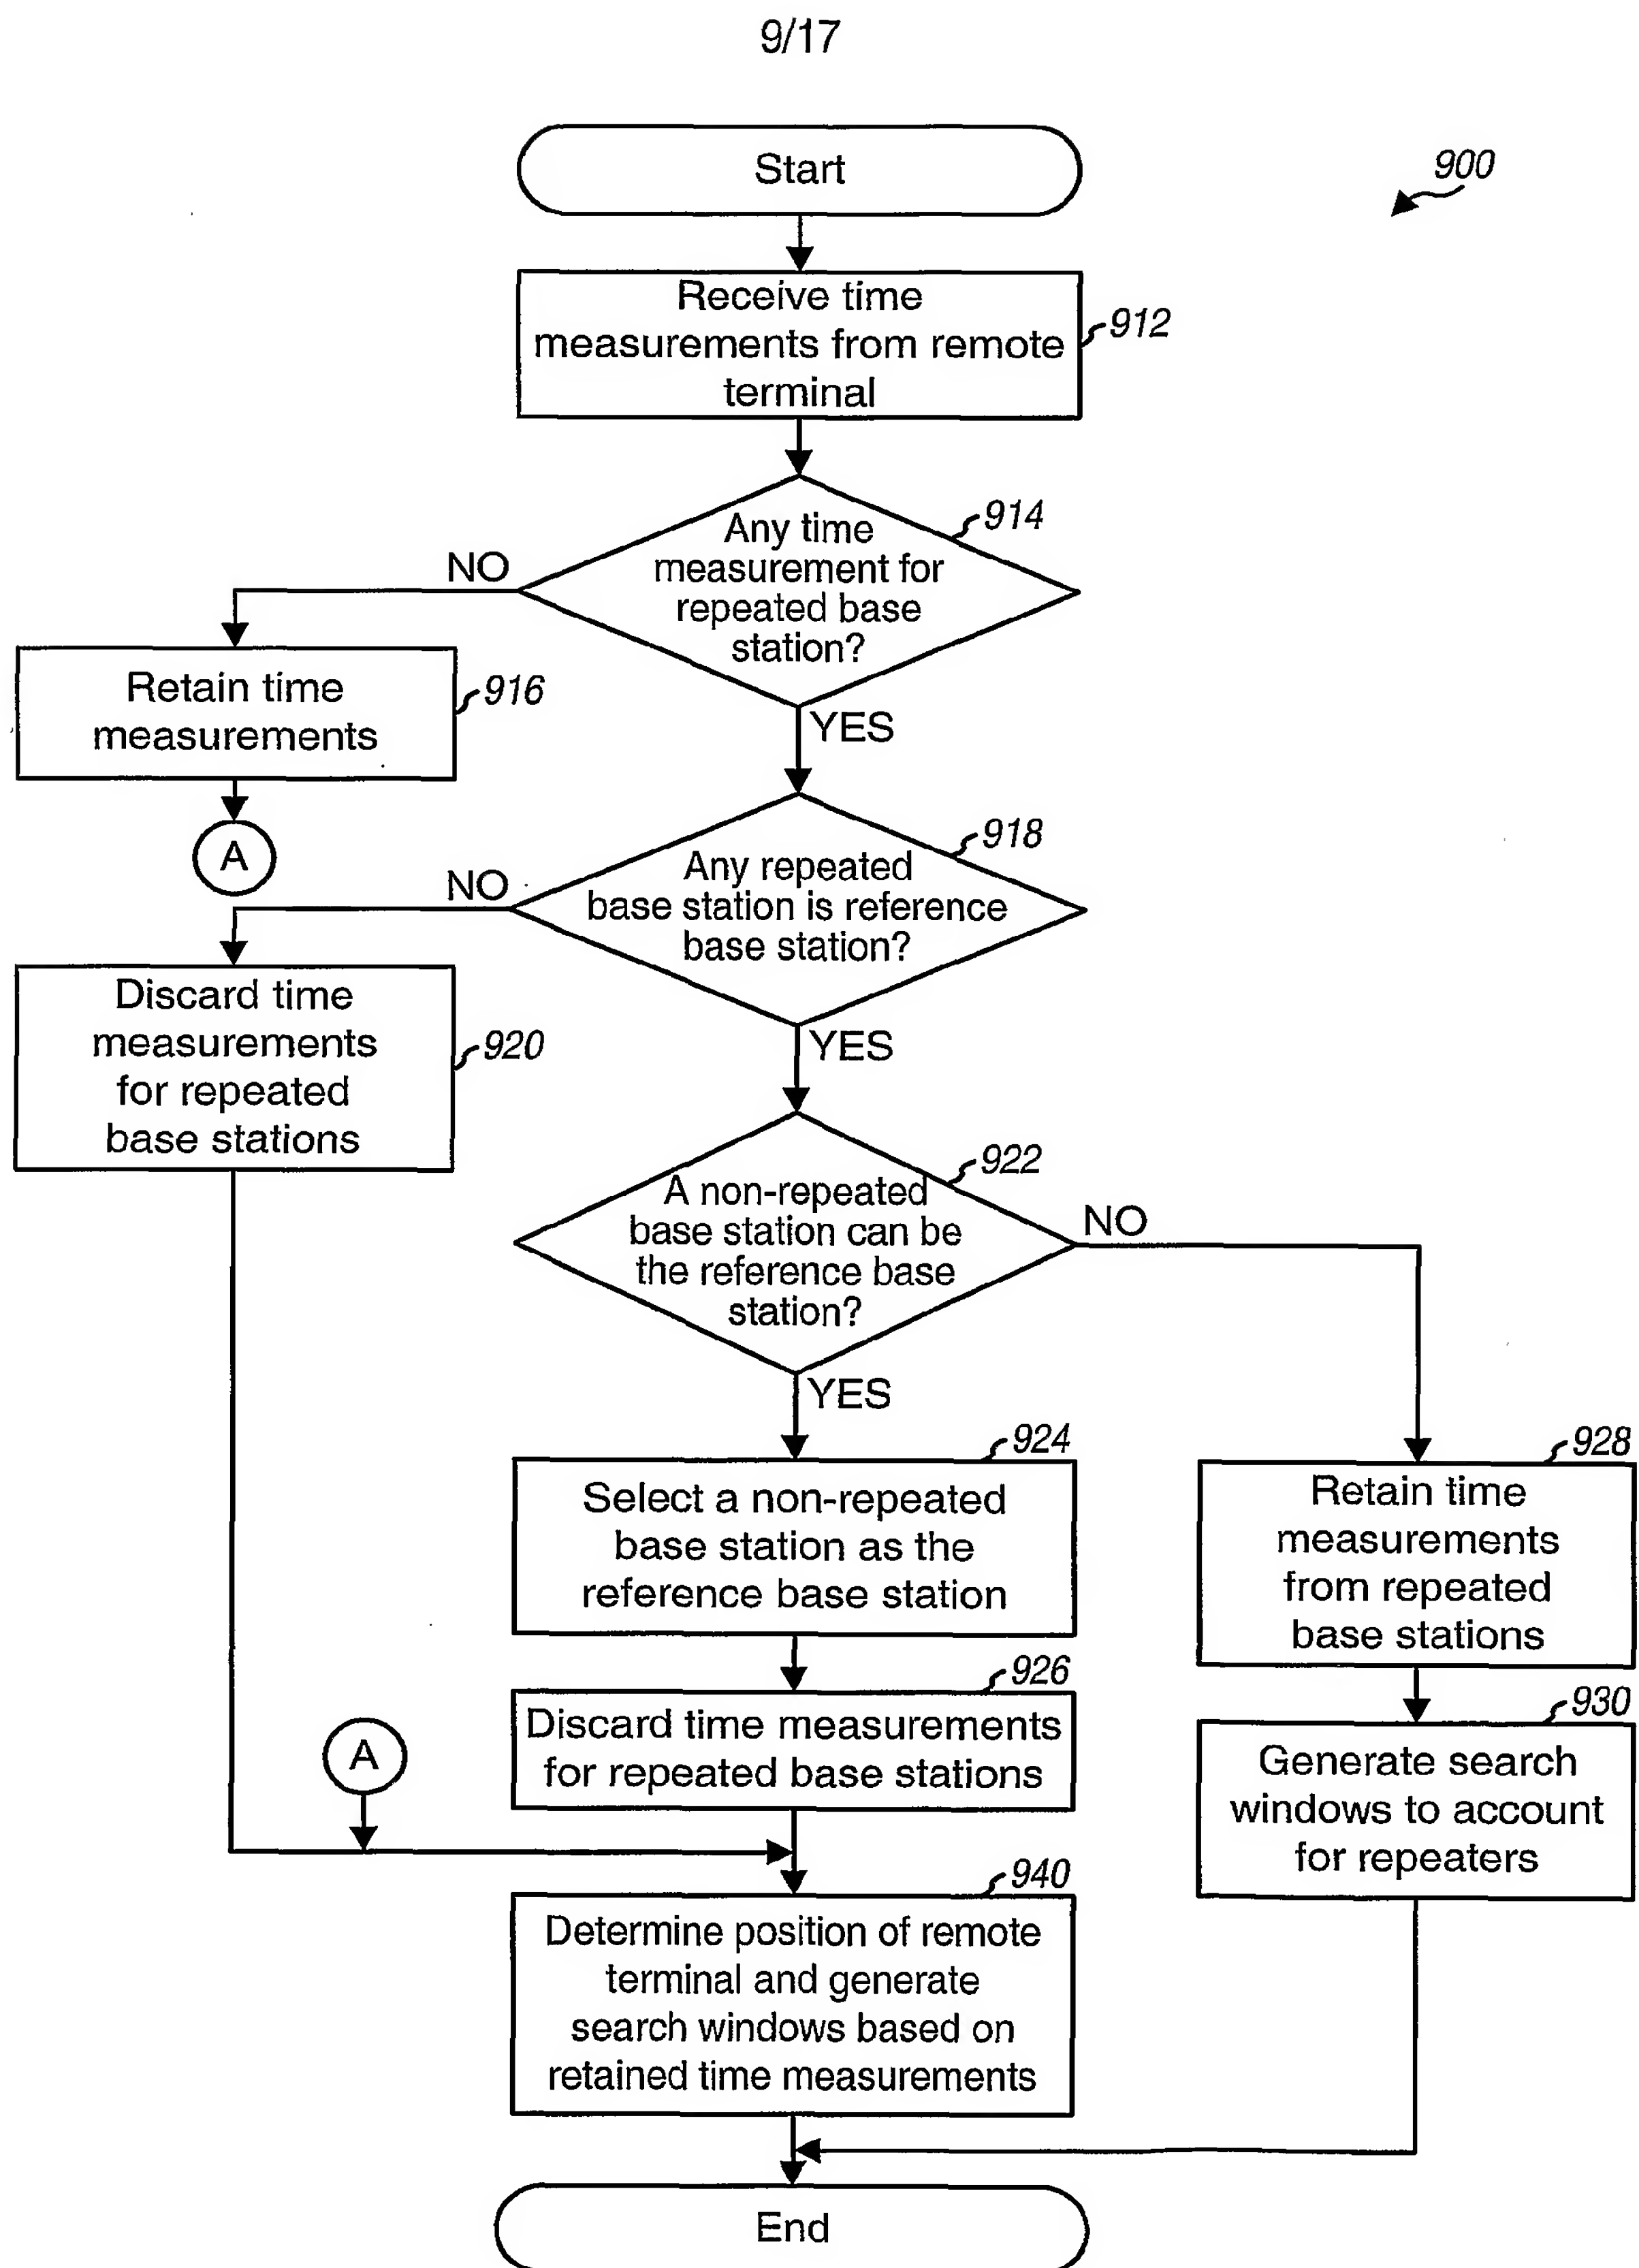 9/17
Start
900
Receive time
measurements from remote
terminal
912
Any time
measurement for
repeated base
station?
914
NO
YES
Retain time
measurements
916
A
Any repeated
base station is reference
base station?
918
NO
YES
Discard time
measurements
for repeated
base stations
920
A non-repeated
base station can be
the reference base
station?
922
NO
YES
Select a non-repeated
base station as the
reference base station
924
Retain time
measurements
from repeated
base stations
928
Discard time measurements
for repeated base stations
926
Generate search
windows to account
for repeaters
930
A
Determine position of remote
terminal and generate
search windows based on
retained time measurements
940
End